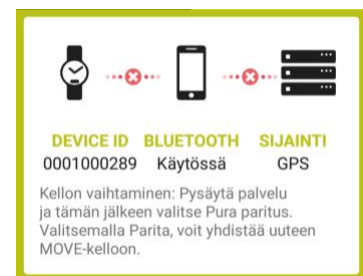 DEVICE ID BLUETOOTH SIJAINTI
0001000289 Käytössä GPS
Kellon vaihtaminen: Pysäytä palvelu
ja tämän jälkeen valitse Pura paritus.
Valitsemalla Parita, voit yhdistää uuteen
MOVE-kelloon.